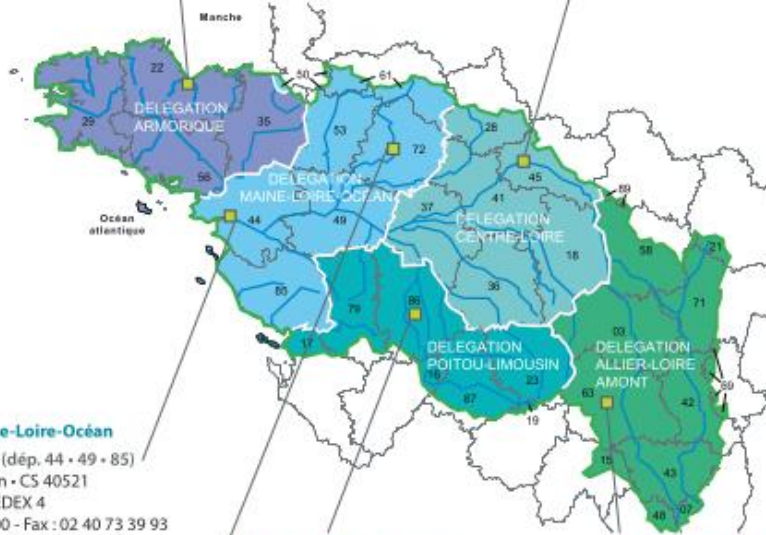 Manche
50
61
22
DELEGATION
ARMORIQUE
29
35
56
53
72
28
45
DELEGATION
MAINE-LOIRE-OCEAN
Océan
atlantique
44
49
37
41
DELEGATION
CENTRE-LOIRE
18
36
89
58
21
71
85
79
86
17
DELEGATION
POITOU-LIMOUSIN
16
23
87
19
03
DELEGATION
ALLIER-LOIRE
AMONT
63
69
42
15
43
48
07
e-Loire-Océan
(dép. 44 • 49 • 85)
n • CS 40521
EDEX 4
00 - Fax : 02 40 73 39 93